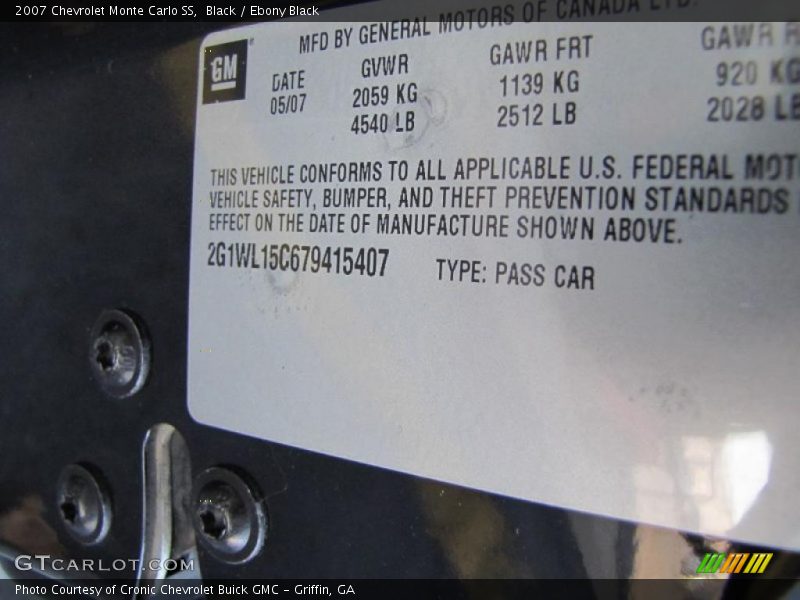 2007 Chevrolet Monte Carlo SS, Black / Ebony Black
MFD BY GENERAL MOTORS OF CANADA LTD.
GM
DATE
05/07
GVWR
2059 KG
4540 LB
GAWR FRT
1139 KG
2512 LB
GAWR R
920 KG
2028 LB
THIS VEHICLE CONFORMS TO ALL APPLICABLE U.S. FEDERAL MOT
VEHICLE SAFETY, BUMPER, AND THEFT PREVENTION STANDARDS
EFFECT ON THE DATE OF MANUFACTURE SHOWN ABOVE.
2G1WL15C679415407 TYPE: PASS CAR
GTCARLOT.COM
Photo Courtesy of Cronic Chevrolet Buick GMC - Griffin, GA